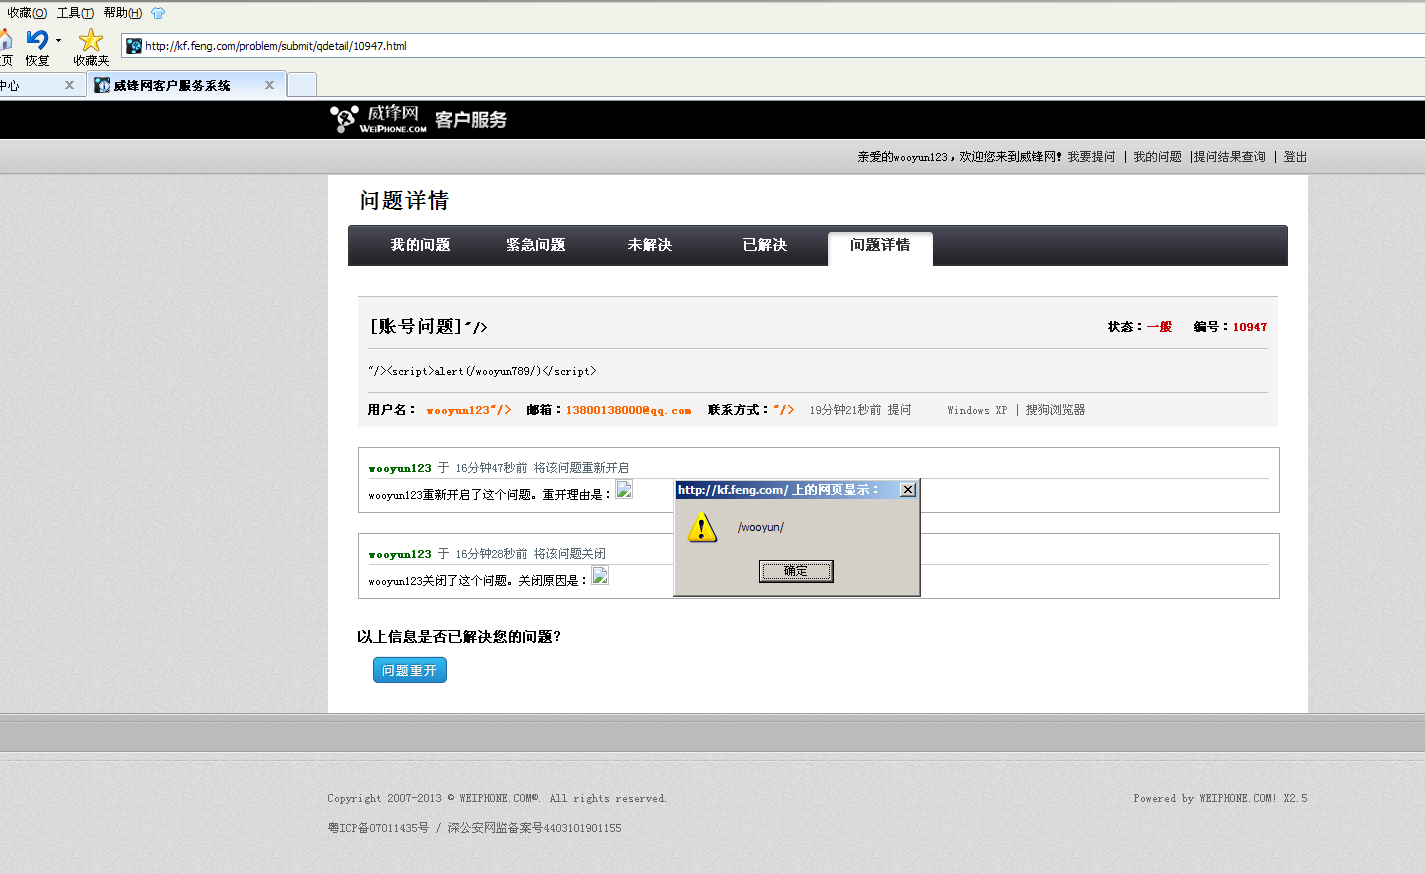 收藏(O) 工具(T) 帮助(H)
页 恢复 收藏夹
http://kf.feng.com/problem/submit/qdetail/10947.html
中心 威锋网客户服务系统
威锋网 WEIPHONE.COM 客户服务
亲爱的wooyun123，欢迎您来到威锋网! 我要提问 | 我的问题 |提问结果查询 | 登出
问题详情
我的问题 紧急问题 未解决 已解决 问题详情
[账号问题]"/> 状态：一般 编号：10947
"/><script>alert(/wooyun789/)</script>
用户名： wooyun123"/> 邮箱：13800138000@qq.com 联系方式："/> 19分钟21秒前 提问 Windows XP | 搜狗浏览器
wooyun123 于 16分钟47秒前 将该问题重新开启
wooyun123重新开启了这个问题。重开理由是：
http://kf.feng.com/ 上的网页显示：
/wooyun/
确定
wooyun123 于 16分钟28秒前 将该问题关闭
wooyun123关闭了这个问题。关闭原因是：
以上信息是否已解决您的问题?
问题重开
Copyright 2007-2013 © WEIPHONE.COM®. All rights reserved. Powered by WEIPHONE.COM! X2.5
粤ICP备07011435号 / 深公安网监备案号4403101901155